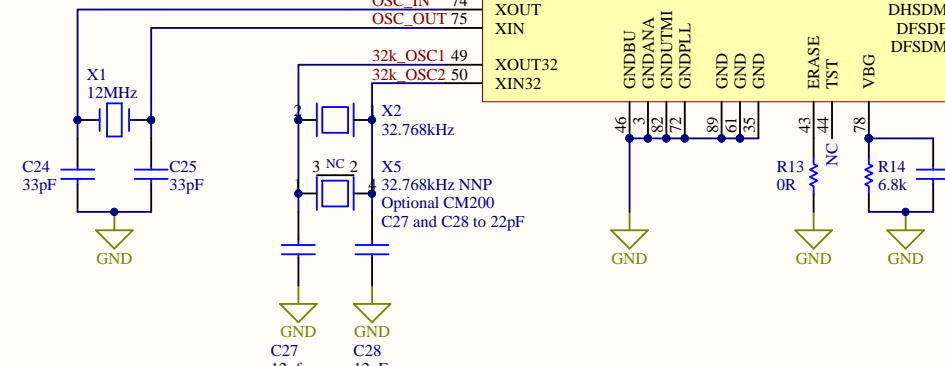 OSC_IN 74
XOUT
DHSDM
OSC_OUT 75
XIN
DFSDP
DFSDM
32k_OSC1 49
XOUT32
32k_OSC2 50
XIN32
GNDBU
GNDANA
GNDUTMI
GNDPLL
GND
GND
GND
ERASE
TST
VBG
46
3
82
72
89
61
35
43
44
78
NC
X1
12MHz
2
1
X2
32.768kHz
C24
33pF
C25
33pF
3 NC 2
1
4
X5
32.768kHz NNP
Optional CM200
C27 and C28 to 22pF
R13
0R
R14
6.8k
GND
GND
GND
GND
GND
GND
C27
C28